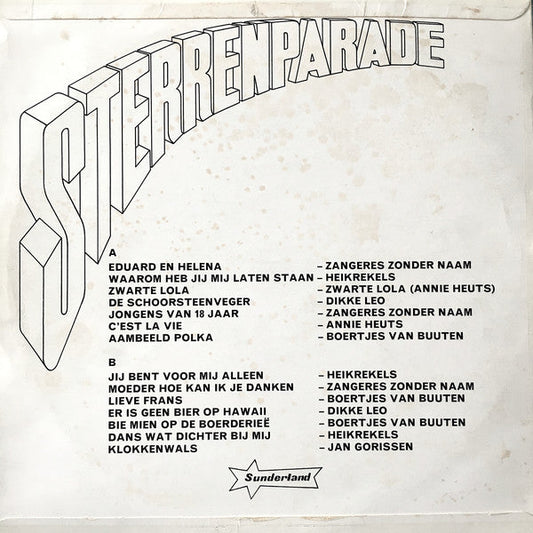 STERRENPARADE
A
EDUARD EN HELENA – ZANGERES ZONDER NAAM
WAAROM HEB JIJ MIJ LATEN STAAN – HEIKREKELS
ZWARTE LOLA – ZWARTE LOLA (ANNIE HEUTS)
DE SCHOORSTEENVEGER – DIKKE LEO
JONGENS VAN 18 JAAR – ZANGERES ZONDER NAAM
C'EST LA VIE – ANNIE HEUTS
AAMBEELD POLKA – BOERTJES VAN BUUTEN
B
JIJ BENT VOOR MIJ ALLEEN – HEIKREKELS
MOEDER HOE KAN IK JE DANKEN – ZANGERES ZONDER NAAM
LIEVE FRANS – BOERTJES VAN BUUTEN
ER IS GEEN BIER OP HAWAII – DIKKE LEO
BIE MIEN OP DE BOERDERIEË – BOERTJES VAN BUUTEN
DANS WAT DICHTER BIJ MIJ – HEIKREKELS
KLOKKENWALS – JAN GORISSEN
Sunderland